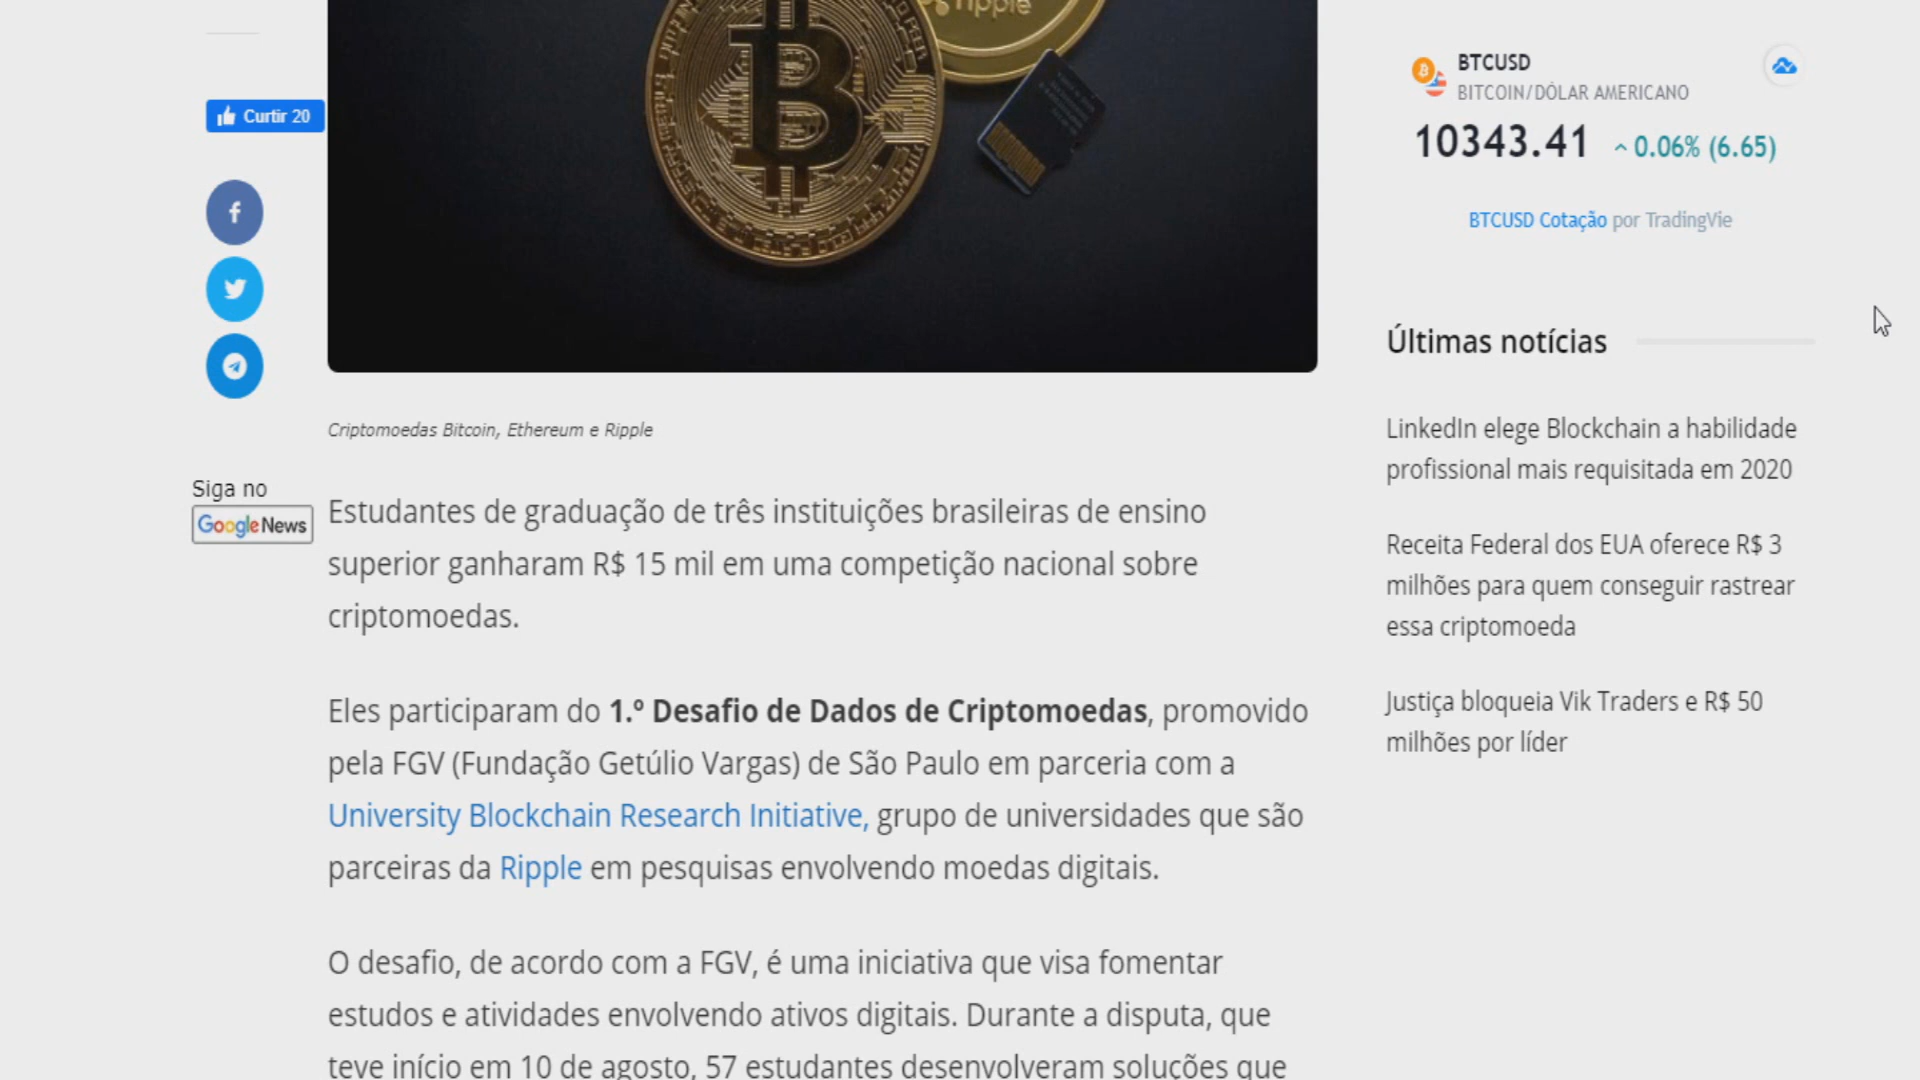 ripple
B
Curtir 20
Criptomoedas Bitcoin, Ethereum e Ripple
Siga no
Google News
Estudantes de graduação de três instituições brasileiras de ensino
superior ganharam R$ 15 mil em uma competição nacional sobre
criptomoedas.
Eles participaram do 1.º Desafio de Dados de Criptomoedas, promovido
pela FGV (Fundação Getúlio Vargas) de São Paulo em parceria com a
University Blockchain Research Initiative, grupo de universidades que são
parceiras da Ripple em pesquisas envolvendo moedas digitais.
O desafio, de acordo com a FGV, é uma iniciativa que visa fomentar
estudos e atividades envolvendo ativos digitais. Durante a disputa, que
teve início em 10 de agosto, 57 estudantes desenvolveram soluções que
BTCUSD
BITCOIN/DÓLAR AMERICANO
10343.41 0.06% (6.65)
BTCUSD Cotação por TradingVie
Últimas notícias
LinkedIn elege Blockchain a habilidade
profissional mais requisitada em 2020
Receita Federal dos EUA oferece R$ 3
milhões para quem conseguir rastrear
essa criptomoeda
Justiça bloqueia Vik Traders e R$ 50
milhões por líder